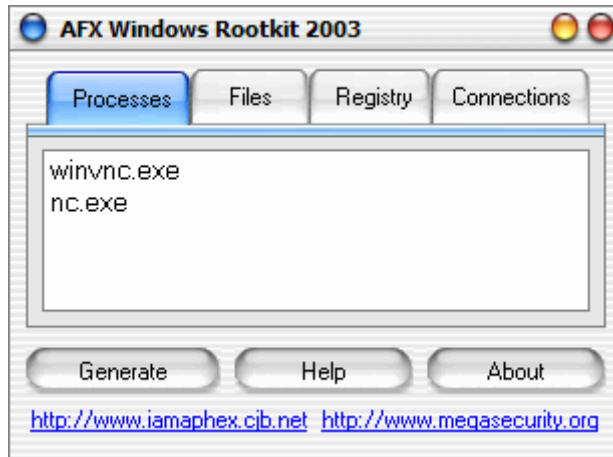 AFX Windows Rootkit 2003
Processes Files Registry Connections
winvnc.exe
nc.exe
Generate Help About
http://www.iamaphex.cjb.net http://www.megasecurity.org